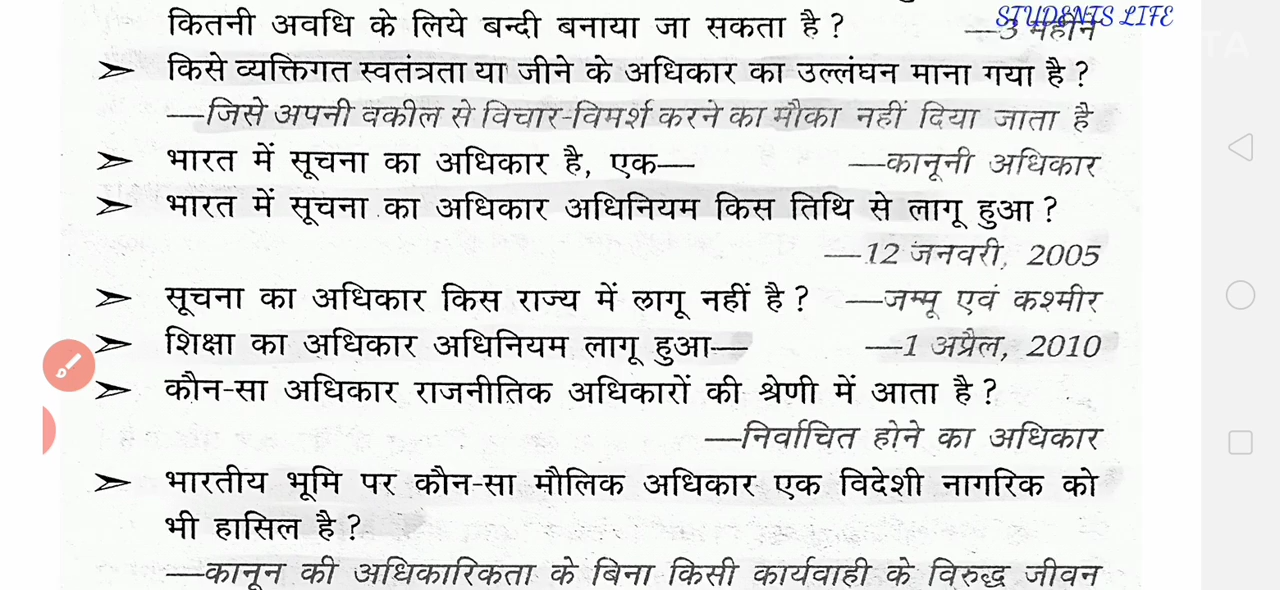 कितनी अवधि के लिये बन्दी बनाया जा सकता है ? —3 महीने
STUDENTS LIFE
➢ किसे व्यक्तिगत स्वतंत्रता या जीने के अधिकार का उल्लंघन माना गया है ?
—जिसे अपनी वकील से विचार-विमर्श करने का मौका नहीं दिया जाता है
➢ भारत में सूचना का अधिकार है, एक— —कानूनी अधिकार
➢ भारत में सूचना का अधिकार अधिनियम किस तिथि से लागू हुआ ?
—12 जनवरी, 2005
➢ सूचना का अधिकार किस राज्य में लागू नहीं है ? —जम्मू एवं कश्मीर
➢ शिक्षा का अधिकार अधिनियम लागू हुआ— —1 अप्रैल, 2010
➢ कौन-सा अधिकार राजनीतिक अधिकारों की श्रेणी में आता है ?
—निर्वाचित होने का अधिकार
➢ भारतीय भूमि पर कौन-सा मौलिक अधिकार एक विदेशी नागरिक को
भी हासिल है ?
—कानून की अधिकारिकता के बिना किसी कार्यवाही के विरुद्ध जीवन